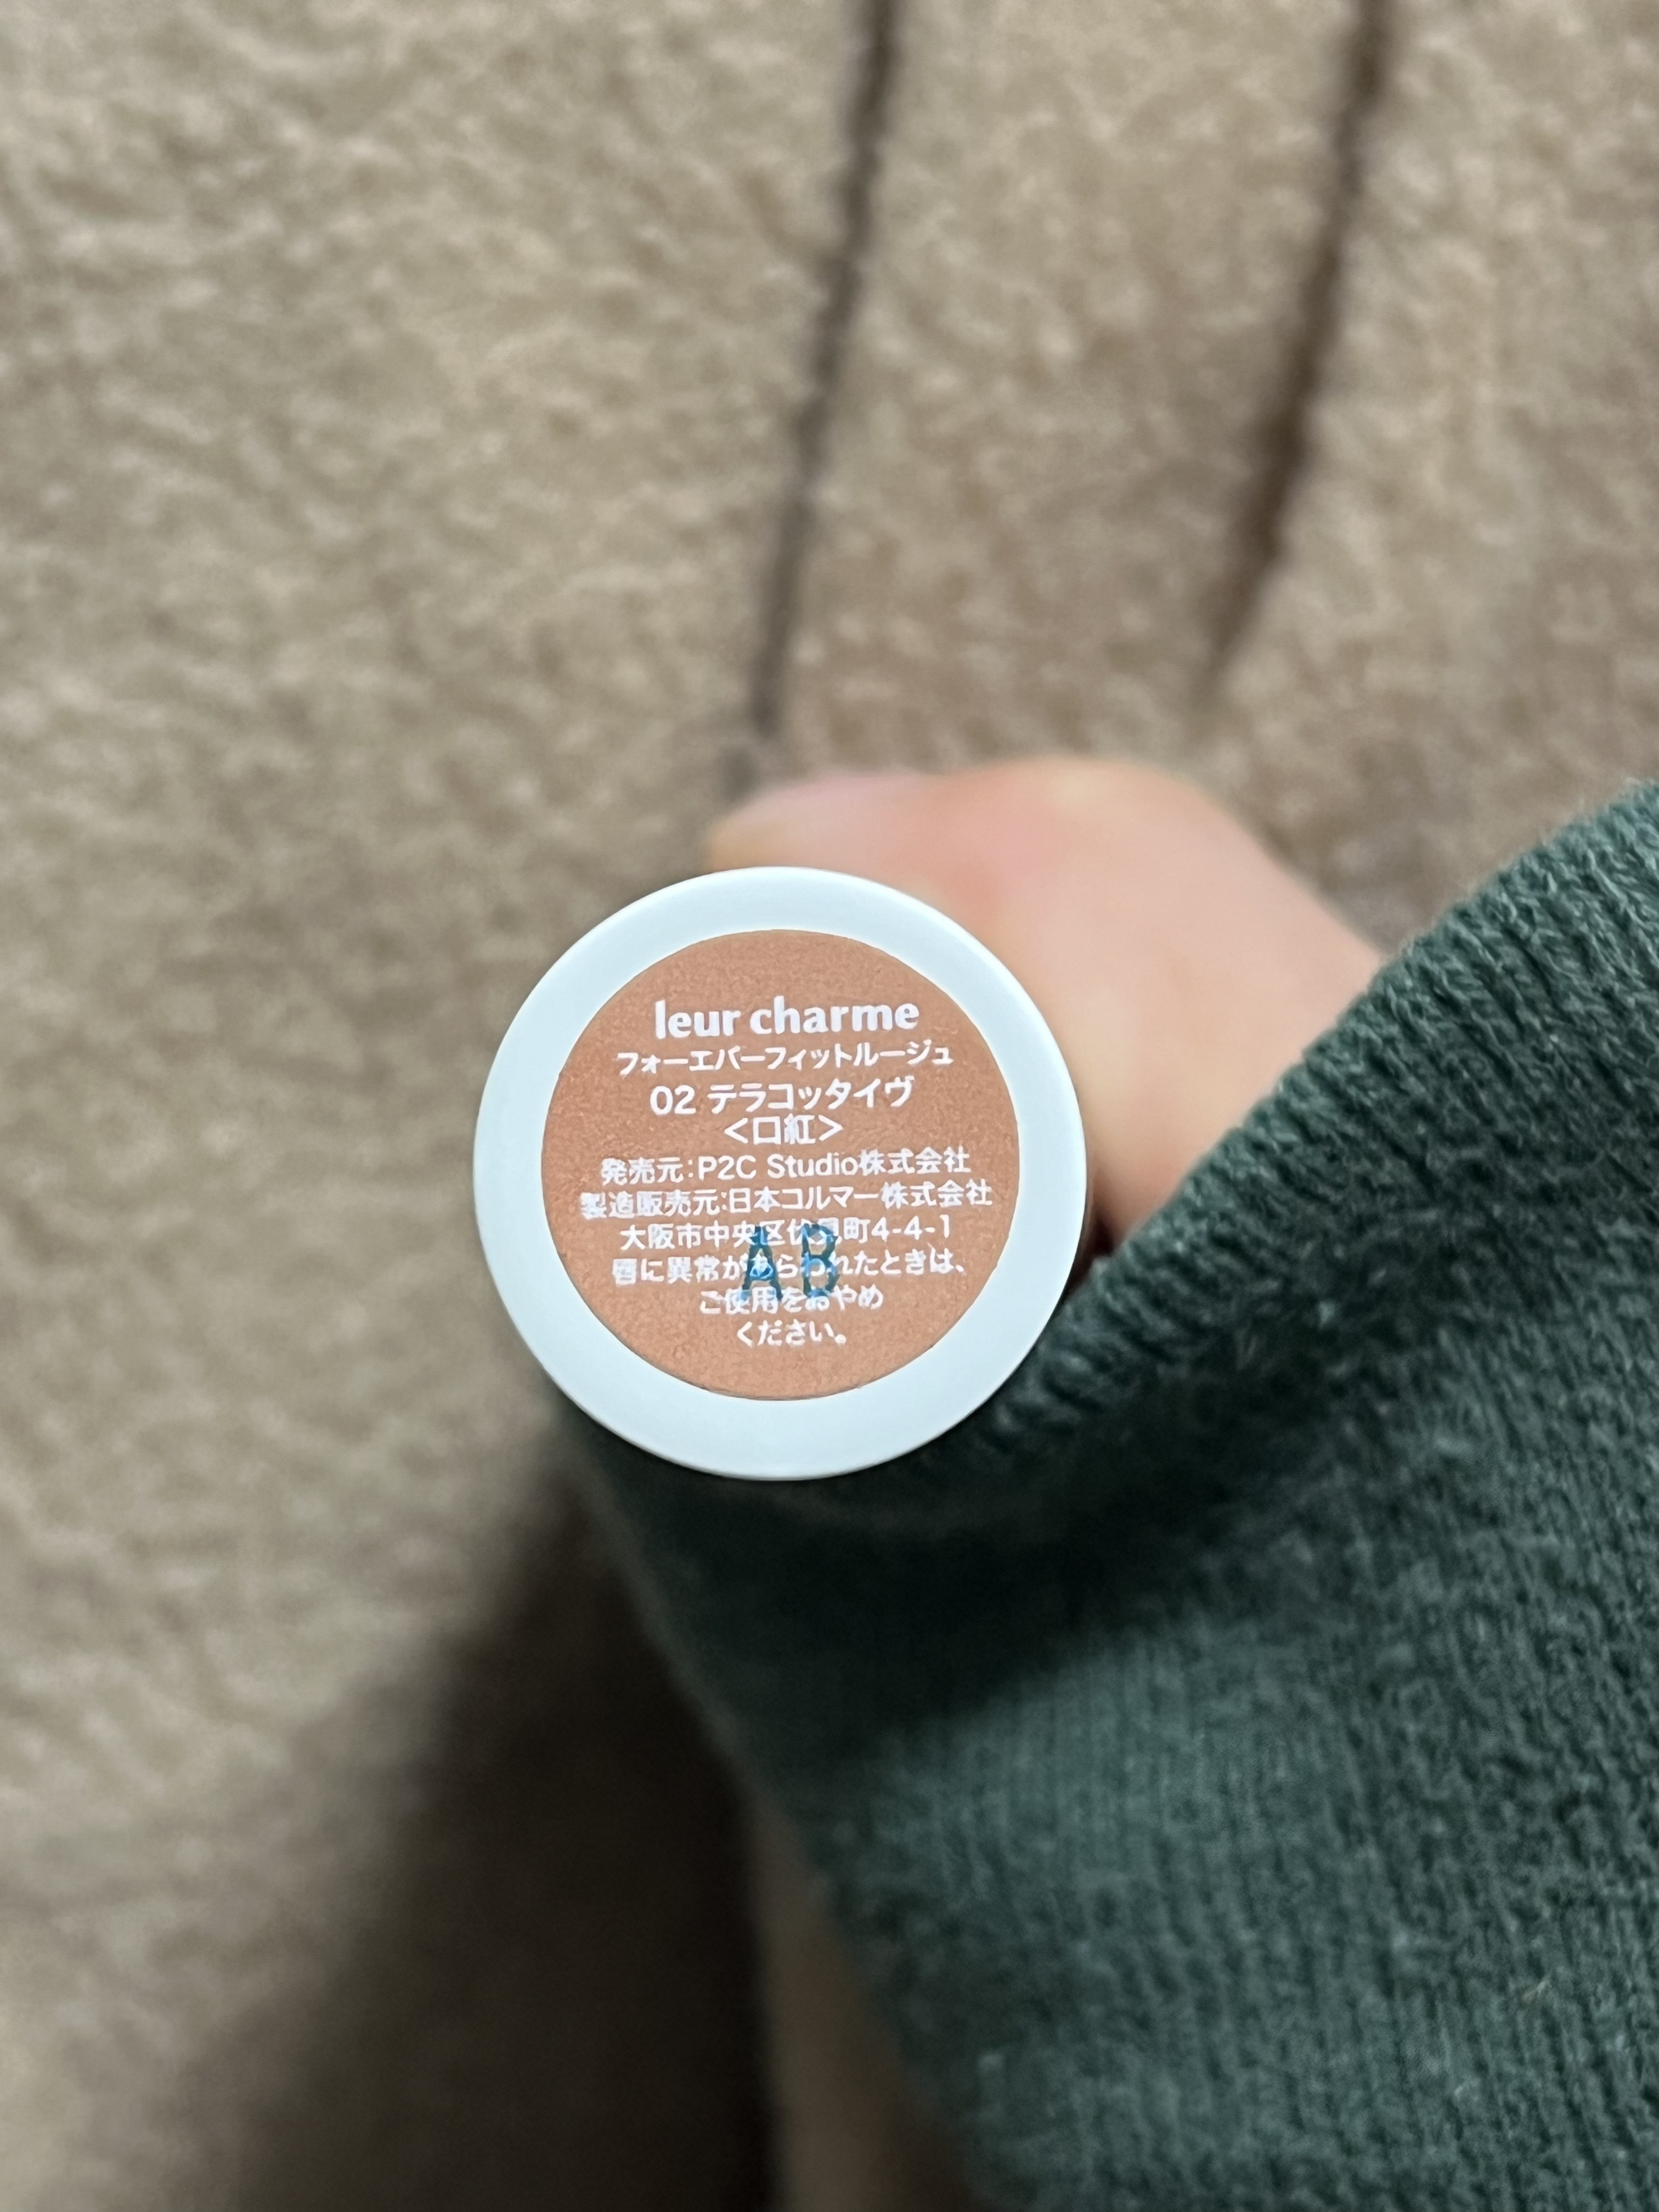 leur charme
フォーエバーフィットルージュ
02 テラコッタイヴ
<口紅>
発売元:P2C Studio株式会社
製造販売元:日本コルマー株式会社
大阪市中央区伏見町4-4-1
唇に異常があらわれたときは、
ご使用をおやめ
ください。
AB